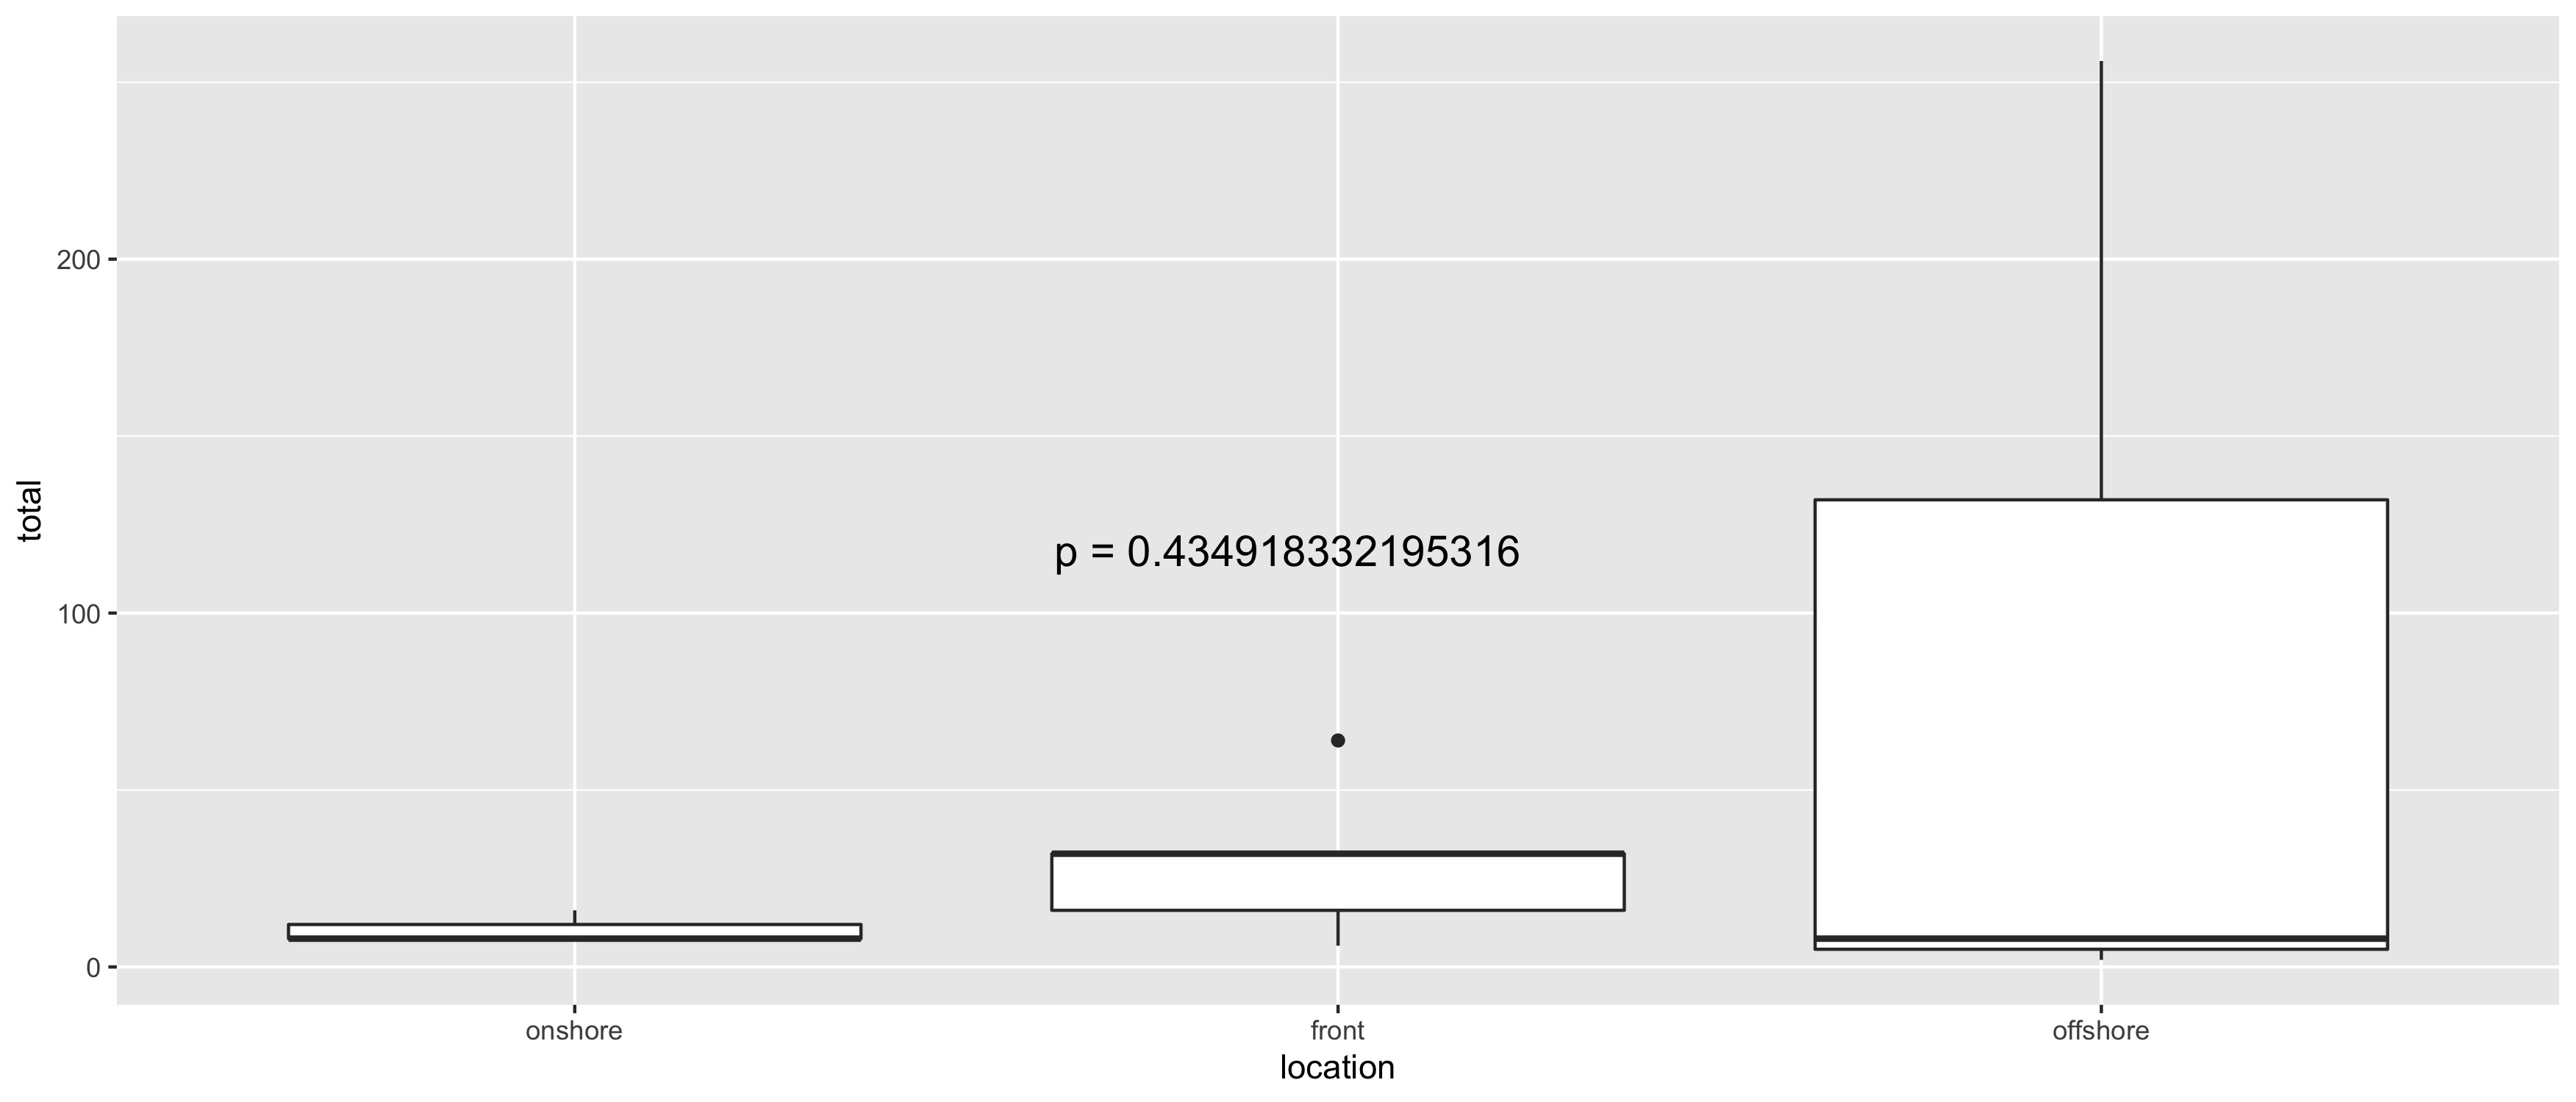 200
100
0
total
p = 0.434918332195316
onshore
front
offshore
location